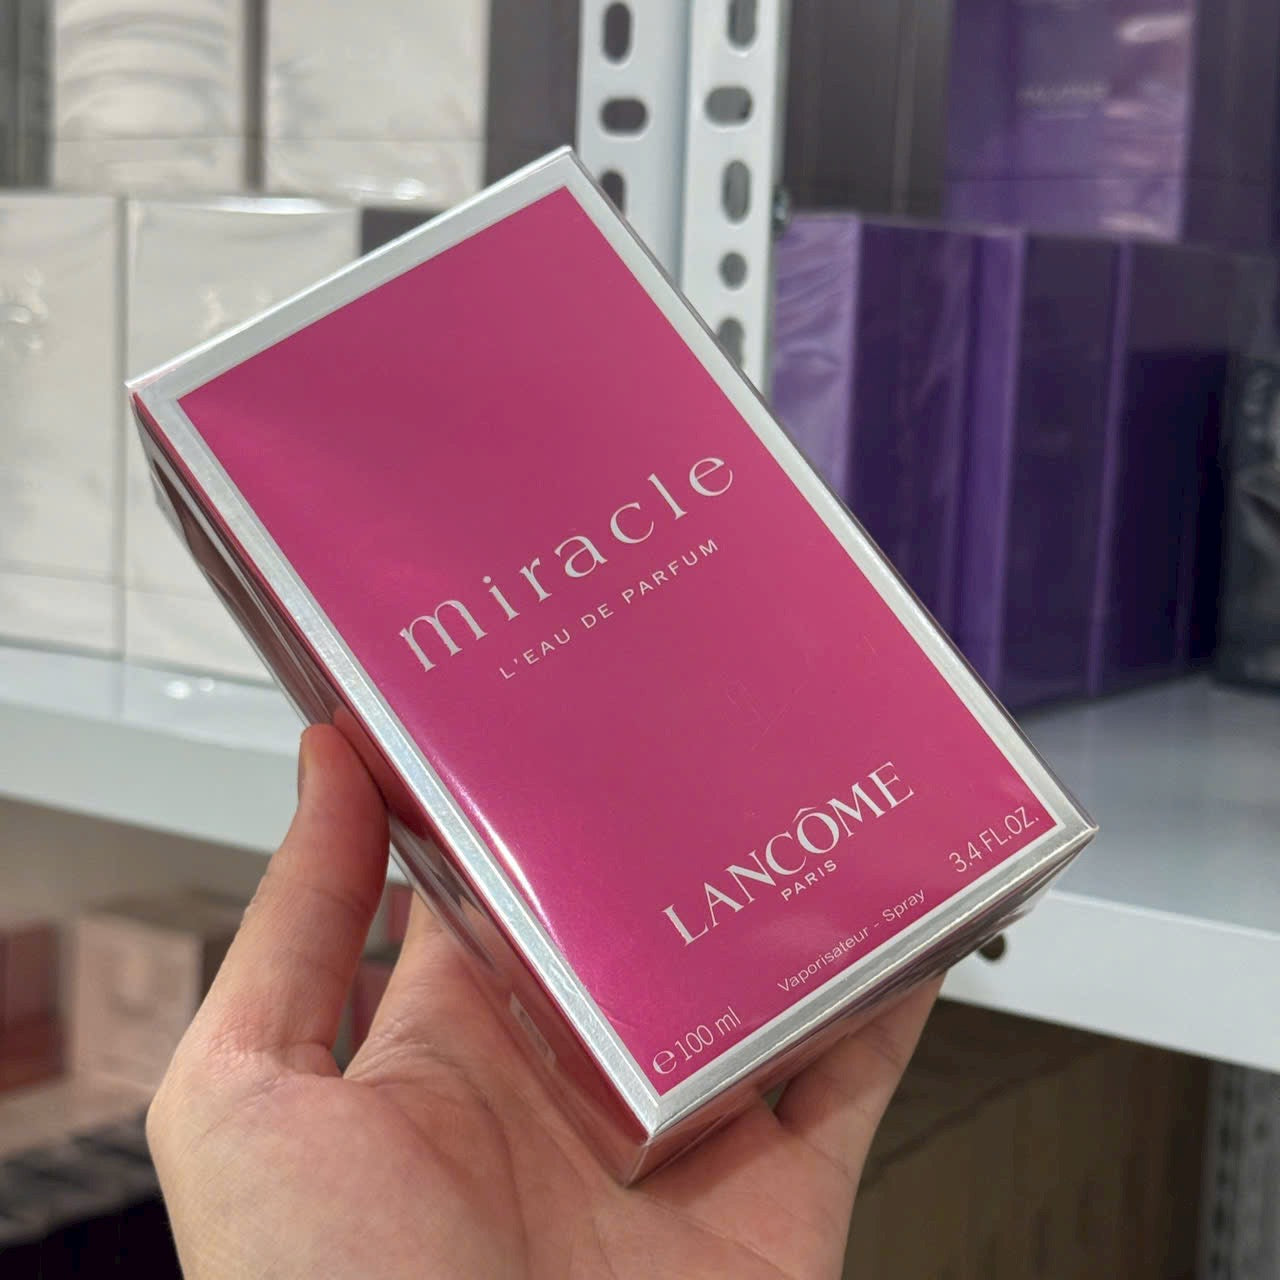 miracle
L'EAU DE PARFUM
LANCÔME
PARIS
Vaporisateur - Spray
℮ 100 ml 3.4 FL.OZ.